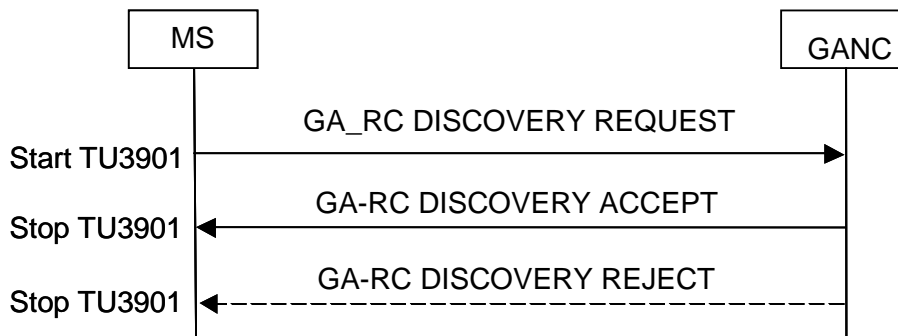 MS
GANC
GA_RC DISCOVERY REQUEST
Start TU3901
GA-RC DISCOVERY ACCEPT
Stop TU3901
GA-RC DISCOVERY REJECT
Stop TU3901